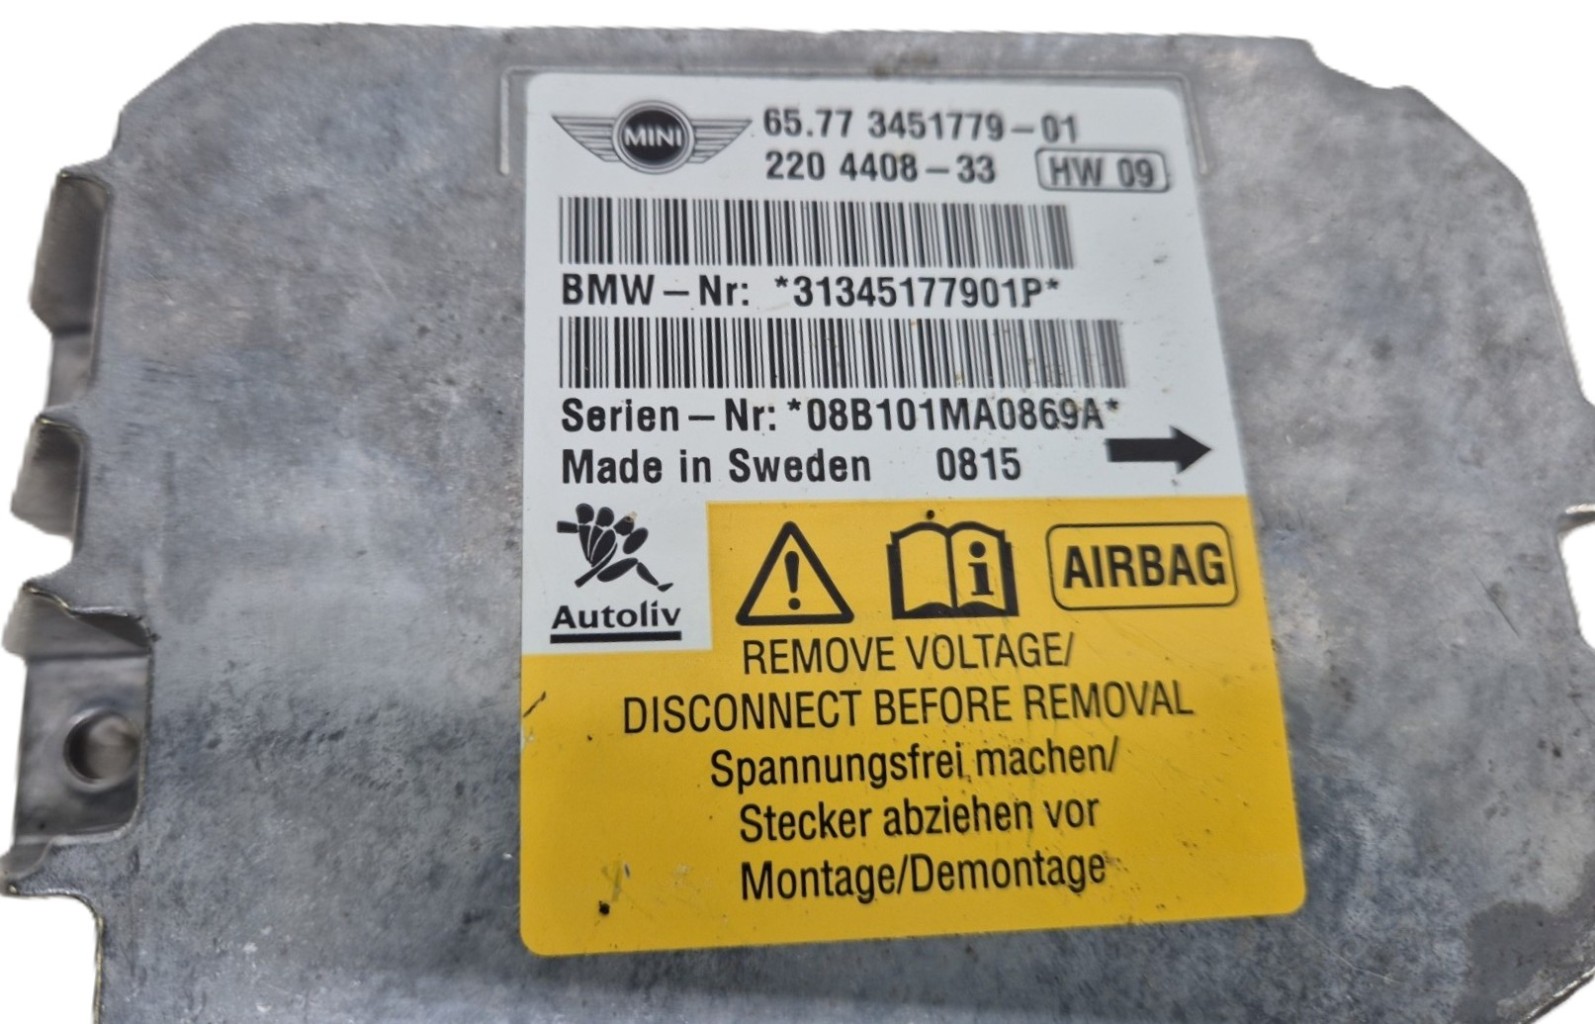 MINI
65.77 3451779-01
220 4408-33 HW 09
BMW-Nr: *31345177901P*
Serien-Nr: *08B101MA0869A*
Made in Sweden 0815
Autoliv
AIRBAG
REMOVE VOLTAGE/
DISCONNECT BEFORE REMOVAL
Spannungsfrei machen/
Stecker abziehen vor
Montage/Demontage